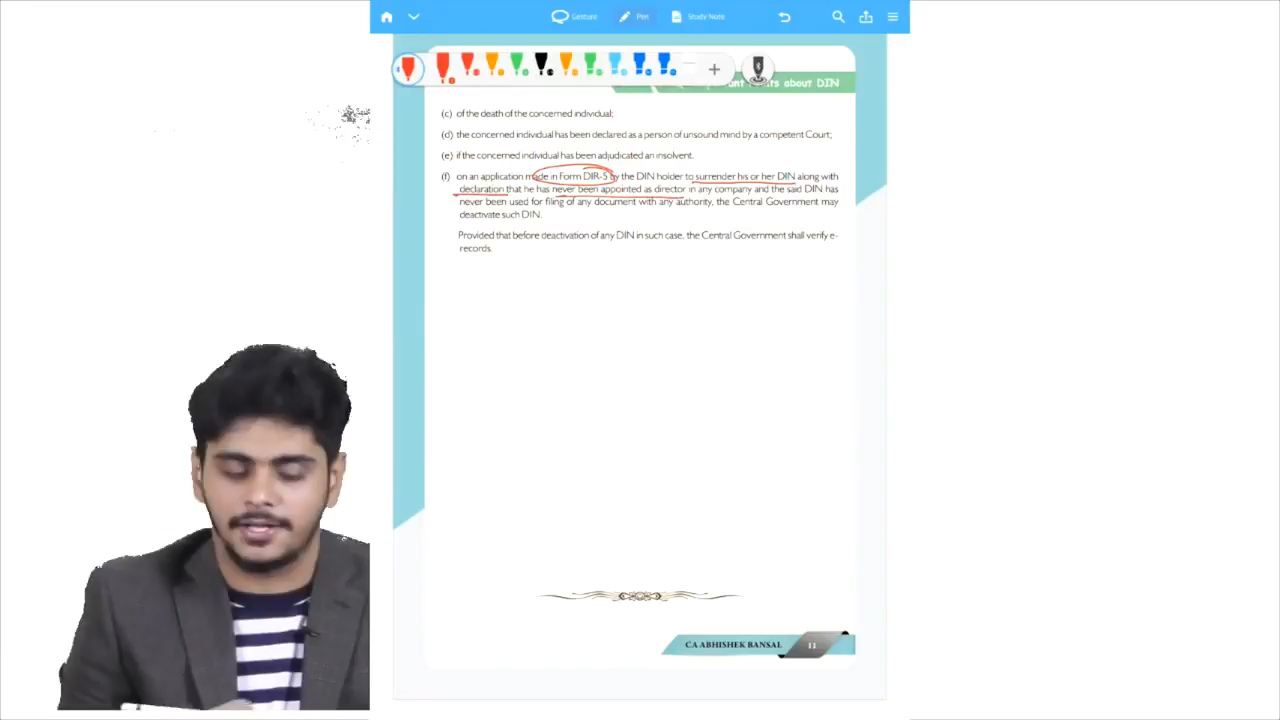 Gesture Pen Study Note
ts about DIN
(c) of the death of the concerned individual;
(d) the concerned individual has been declared as a person of unsound mind by a competent Court;
(e) if the concerned individual has been adjudicated an insolvent.
(f) on an application made in Form DIR-5 by the DIN holder to surrender his or her DIN along with
declaration that he has never been appointed as director in any company and the said DIN has
never been used for filing of any document with any authority, the Central Government may
deactivate such DIN.
Provided that before deactivation of any DIN in such case, the Central Government shall verify e-
records.
CA ABHISHEK BANSAL 11